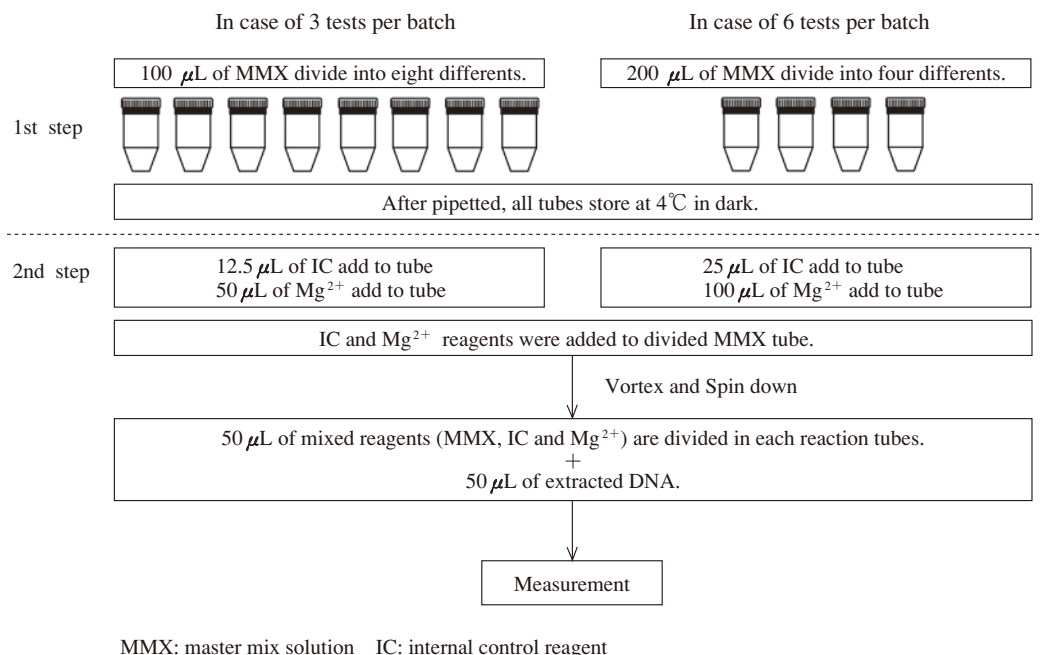 In case of 3 tests per batch
In case of 6 tests per batch
100 μL of MMX divide into eight differents.
200 μL of MMX divide into four differents.
1st step
After pipetted, all tubes store at 4℃ in dark.
2nd step
12.5 μL of IC add to tube
50 μL of Mg²⁺ add to tube
25 μL of IC add to tube
100 μL of Mg²⁺ add to tube
IC and Mg²⁺ reagents were added to divided MMX tube.
Vortex and Spin down
50 μL of mixed reagents (MMX, IC and Mg²⁺) are divided in each reaction tubes.
+
50 μL of extracted DNA.
Measurement
MMX: master mix solution IC: internal control reagent